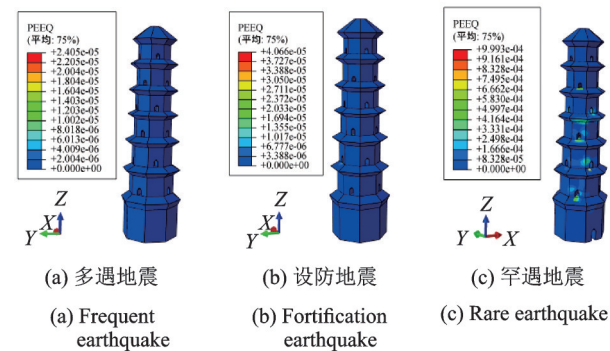 PEEQ
(平均: 75%)
+2.405e-05
+2.205e-05
+2.004e-05
+1.804e-05
+1.604e-05
+1.403e-05
+1.203e-05
+1.002e-05
+8.018e-06
+6.013e-06
+4.009e-06
+2.004e-06
+0.000e+00
Z
X
Y
(a) 多遇地震
(a) Frequent
earthquake
PEEQ
(平均: 75%)
+4.066e-05
+3.727e-05
+3.388e-05
+3.050e-05
+2.711e-05
+2.372e-05
+2.033e-05
+1.694e-05
+1.355e-05
+1.017e-05
+6.777e-06
+3.388e-06
+0.000e+00
Z
X
Y
(b) 设防地震
(b) Fortification
earthquake
PEEQ
(平均: 75%)
+9.993e-04
+9.161e-04
+8.328e-04
+7.495e-04
+6.662e-04
+5.830e-04
+4.997e-04
+4.164e-04
+3.331e-04
+2.498e-04
+1.666e-04
+8.328e-05
+0.000e+00
Z
Y
X
(c) 罕遇地震
(c) Rare earthquake